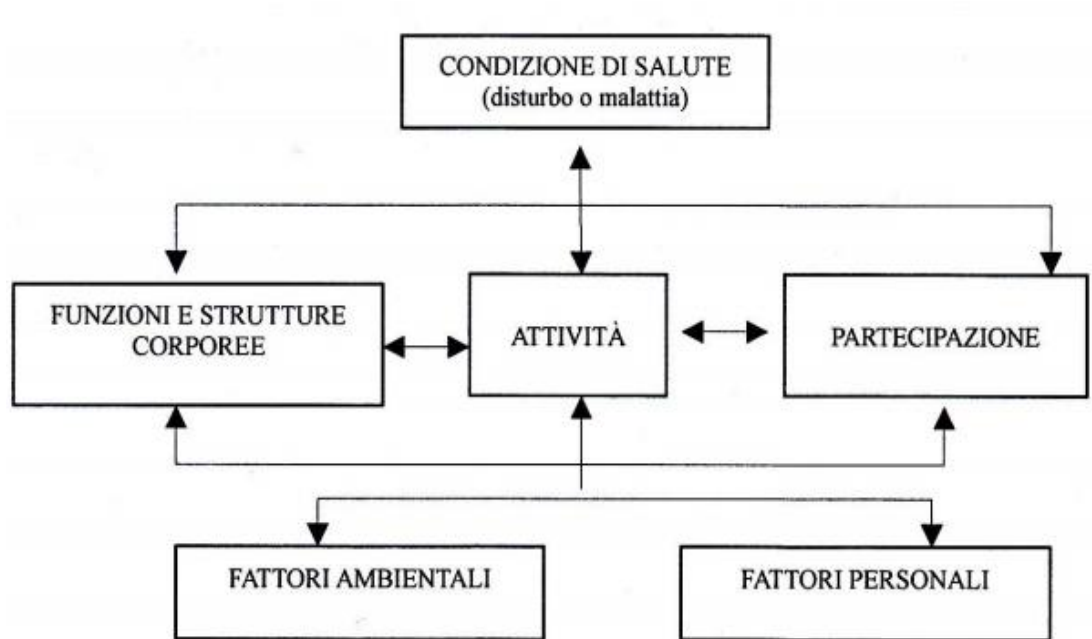 CONDIZIONE DI SALUTE
(disturbo o malattia)
FUNZIONI E STRUTTURE
CORPOREE
ATTIVITÀ
PARTECIPAZIONE
FATTORI AMBIENTALI
FATTORI PERSONALI